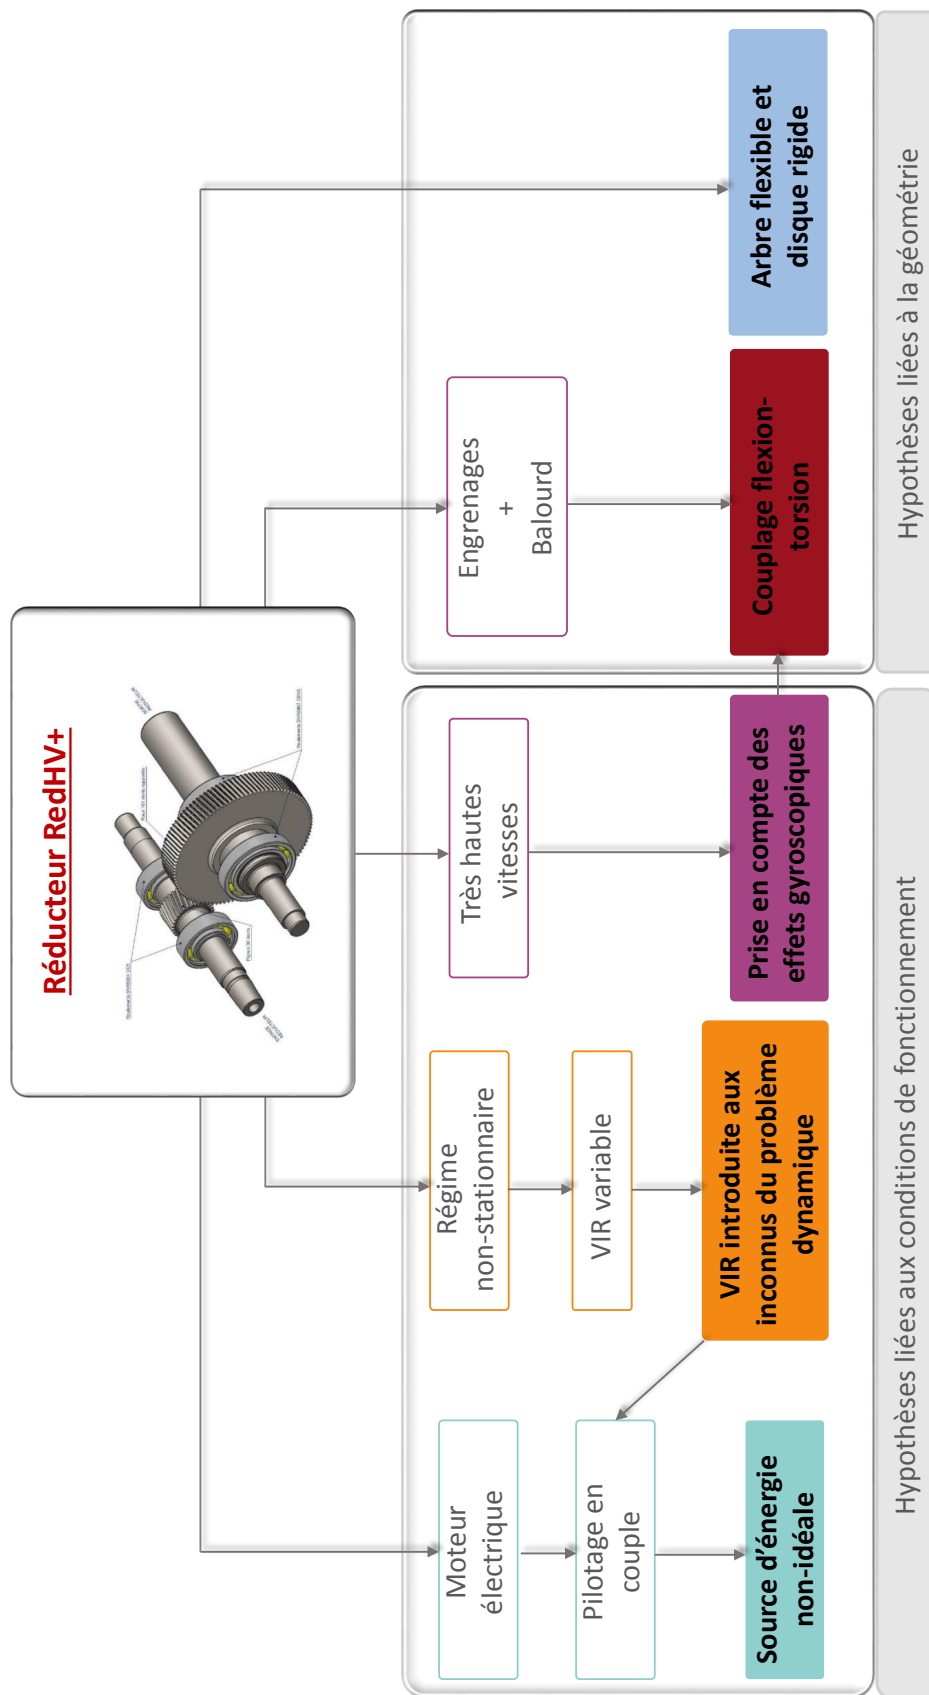 Réducteur RedHV+
Moteur
électrique
Pilotage en
couple
Source d’énergie
non-idéale
Régime
non-stationnaire
VIR variable
VIR introduite aux
inconnus du problème
dynamique
Très hautes
vitesses
Prise en compte des
effets gyroscopiques
Hypothèses liées aux conditions de fonctionnement
Engrenages
+
Balourd
Couplage flexion-
torsion
Arbre flexible et
disque rigide
Hypothèses liées à la géométrie